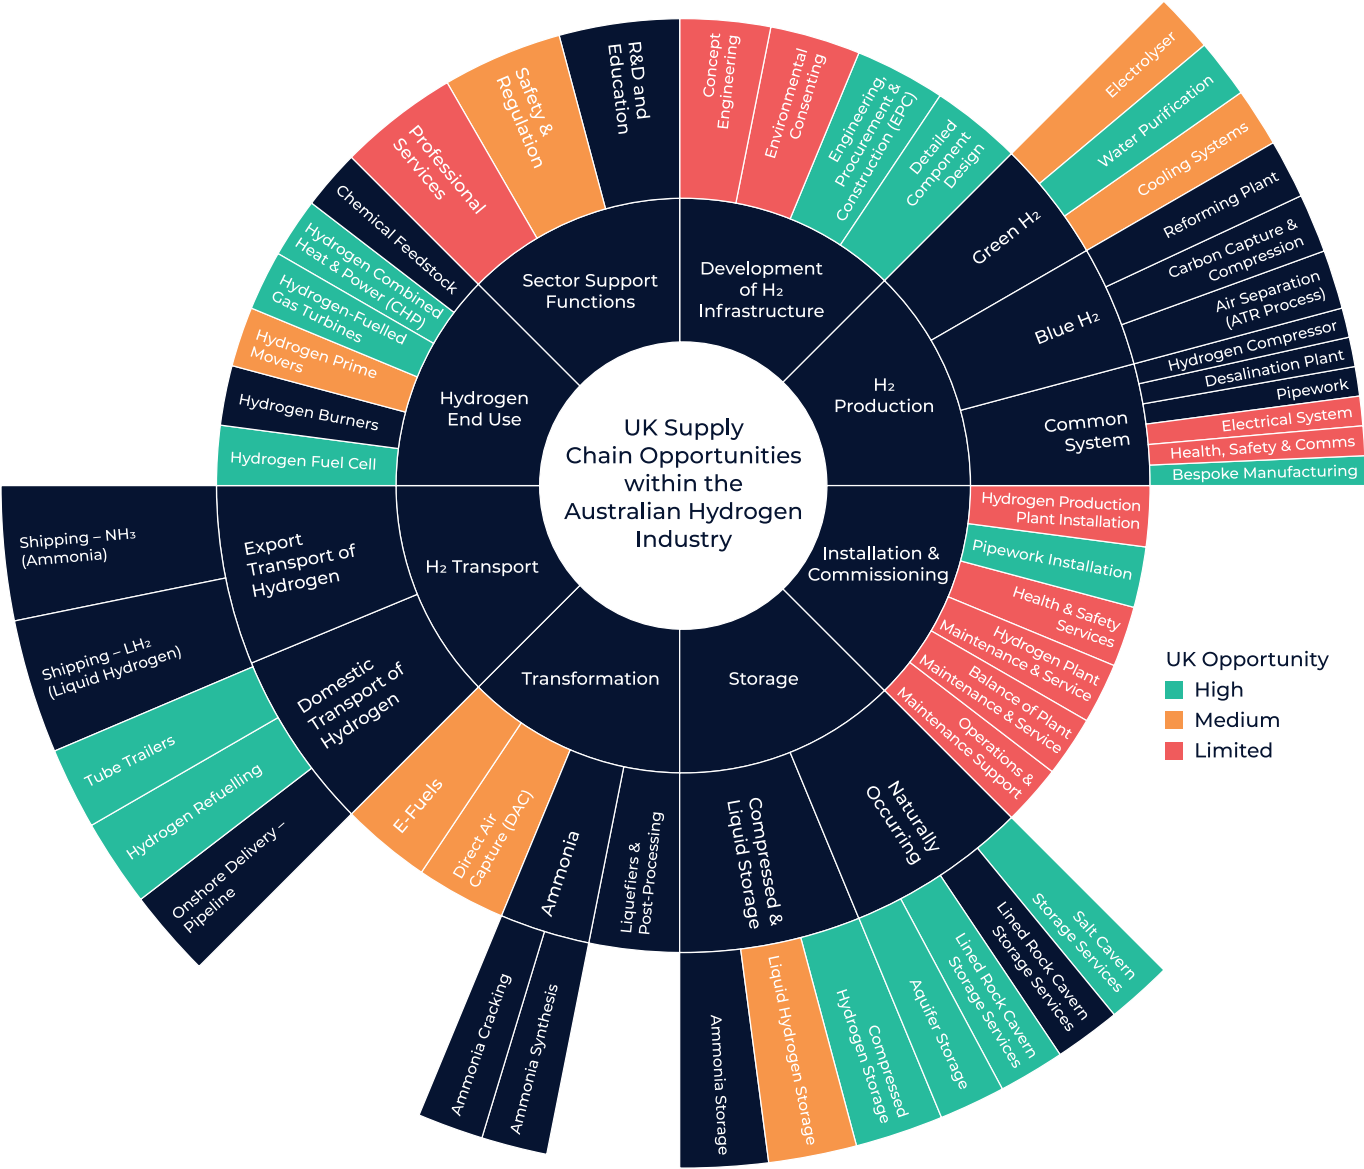 UK Supply
Chain Opportunities
within the
Australian Hydrogen
Industry
Development
of H₂
Infrastructure
Concept
Engineering
Environmental
Consenting
Engineering,
Procurement &
Construction (EPC)
Detailed
Component
Design
H₂
Production
Green H₂
Electrolyser
Water Purification
Cooling Systems
Blue H₂
Reforming Plant
Carbon Capture &
Compression
Air Separation
(ATR Process)
Common
System
Hydrogen Compressor
Desalination Plant
Pipework
Electrical System
Health, Safety & Comms
Bespoke Manufacturing
Installation &
Commissioning
Hydrogen Production
Plant Installation
Pipework Installation
Health & Safety
Services
Hydrogen Plant
Maintenance & Service
Balance of Plant
Maintenance & Service
Operations &
Maintenance Support
Storage
Naturally
Occurring
Salt Cavern
Storage Services
Lined Rock Cavern
Storage Services
Lined Rock Cavern
Storage Services
Aquifer Storage
Compressed &
Liquid Storage
Compressed
Hydrogen Storage
Liquid Hydrogen Storage
Ammonia Storage
Transformation
Liquefiers &
Post-Processing
Ammonia
Ammonia Synthesis
Ammonia Cracking
Direct Air
Capture (DAC)
E-Fuels
H₂ Transport
Domestic
Transport of
Hydrogen
Onshore Delivery –
Pipeline
Hydrogen Refuelling
Tube Trailers
Export
Transport of
Hydrogen
Shipping – LH₂
(Liquid Hydrogen)
Shipping – NH₃
(Ammonia)
Hydrogen
End Use
Hydrogen Fuel Cell
Hydrogen Burners
Hydrogen Prime
Movers
Hydrogen-Fuelled
Gas Turbines
Hydrogen Combined
Heat & Power (CHP)
Chemical Feedstock
Sector Support
Functions
Professional
Services
Safety &
Regulation
R&D and
Education
UK Opportunity
High
Medium
Limited